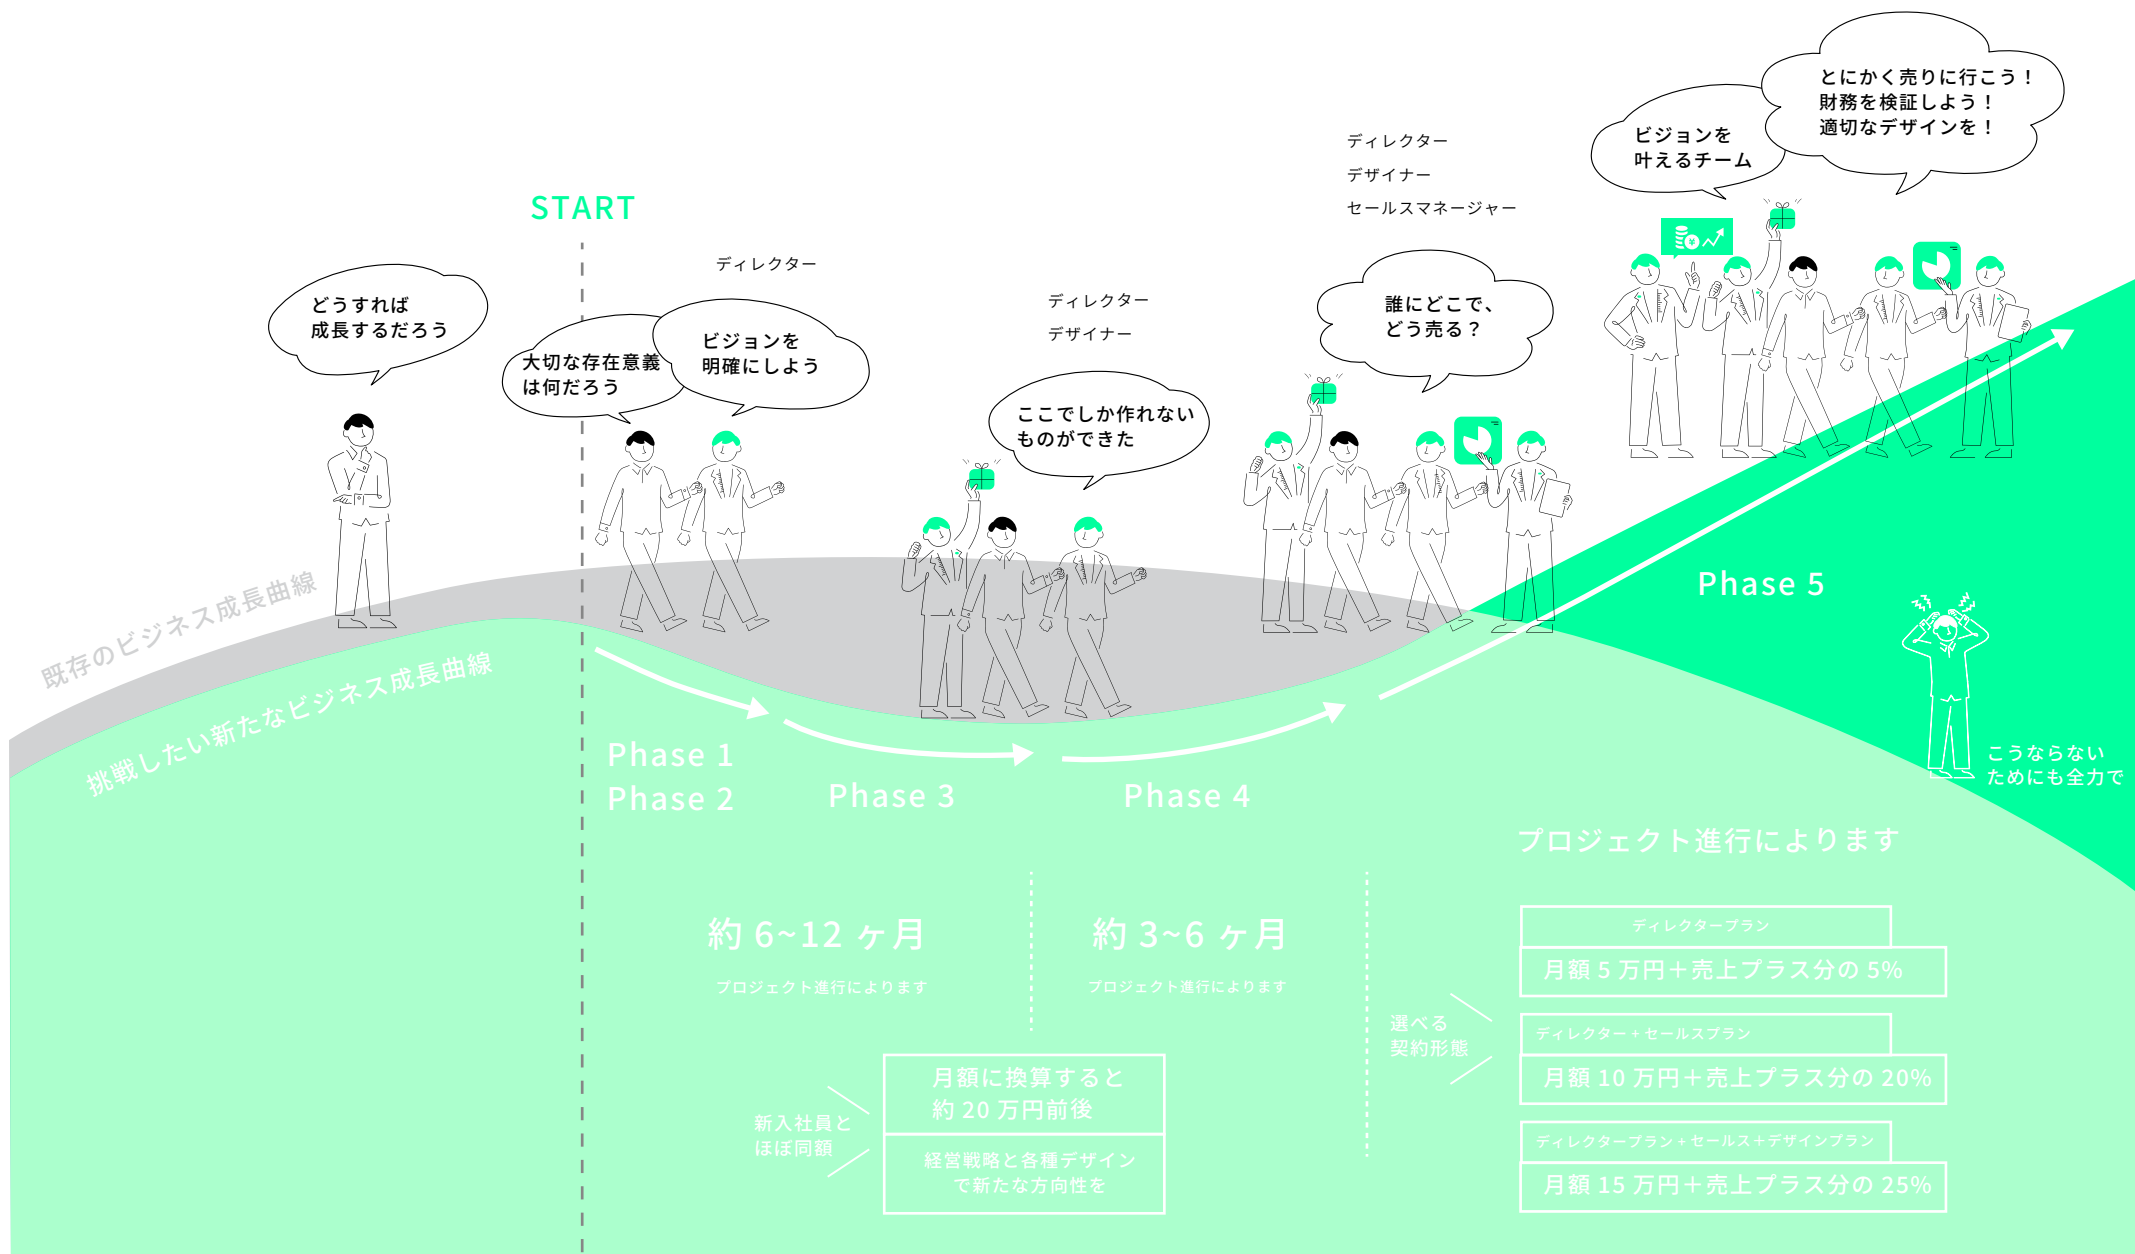 START
どうすれば
成長するだろう
大切な存在意義
は何だろう
ディレクター
ビジョンを
明確にしよう
ディレクター
デザイナー
ここでしか作れない
ものができた
ディレクター
デザイナー
セールスマネージャー
誰にどこで、
どう売る？
ビジョンを
叶えるチーム
とにかく売りに行こう！
財務を検証しよう！
適切なデザインを！
既存のビジネス成長曲線
挑戦したい新たなビジネス成長曲線
Phase 1
Phase 2
Phase 3
Phase 4
Phase 5
こうならない
ためにも全力で
約 6~12 ヶ月
プロジェクト進行によります
約 3~6 ヶ月
プロジェクト進行によります
新入社員と
ほぼ同額
月額に換算すると
約 20 万円前後
経営戦略と各種デザイン
で新たな方向性を
プロジェクト進行によります
選べる
契約形態
ディレクタープラン
月額 5 万円＋売上プラス分の 5%
ディレクター + セールスプラン
月額 10 万円＋売上プラス分の 20%
ディレクタープラン + セールス＋デザインプラン
月額 15 万円＋売上プラス分の 25%